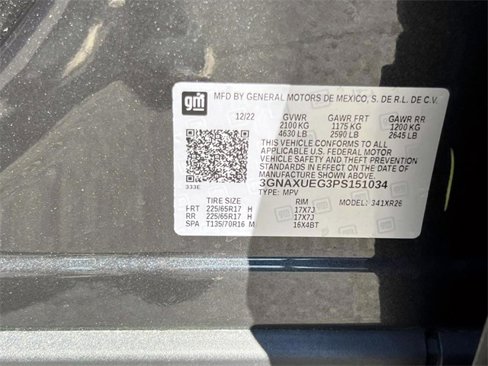 gm
MFD BY GENERAL MOTORS DE MEXICO, S. DE R.L. DE C.V.
12/22 GVWR GAWR FRT GAWR RR
2100 KG 1175 KG 1200 KG
4630 LB 2590 LB 2645 LB
THIS VEHICLE CONFORMS TO ALL
APPLICABLE U.S. FEDERAL MOTOR
VEHICLE SAFETY AND THEFT PREVENTION
STANDARDS IN EFFECT ON THE DATE OF
MANUFACTURE SHOWN ABOVE.
333E 3GNAXUEG3PS151034
TYPE: MPV MODEL: 341XR26
TIRE SIZE RIM
FRT 225/65R17 H 17X7J
RR 225/65R17 H 17X7J
SPA T135/70R16 M 16X4BT